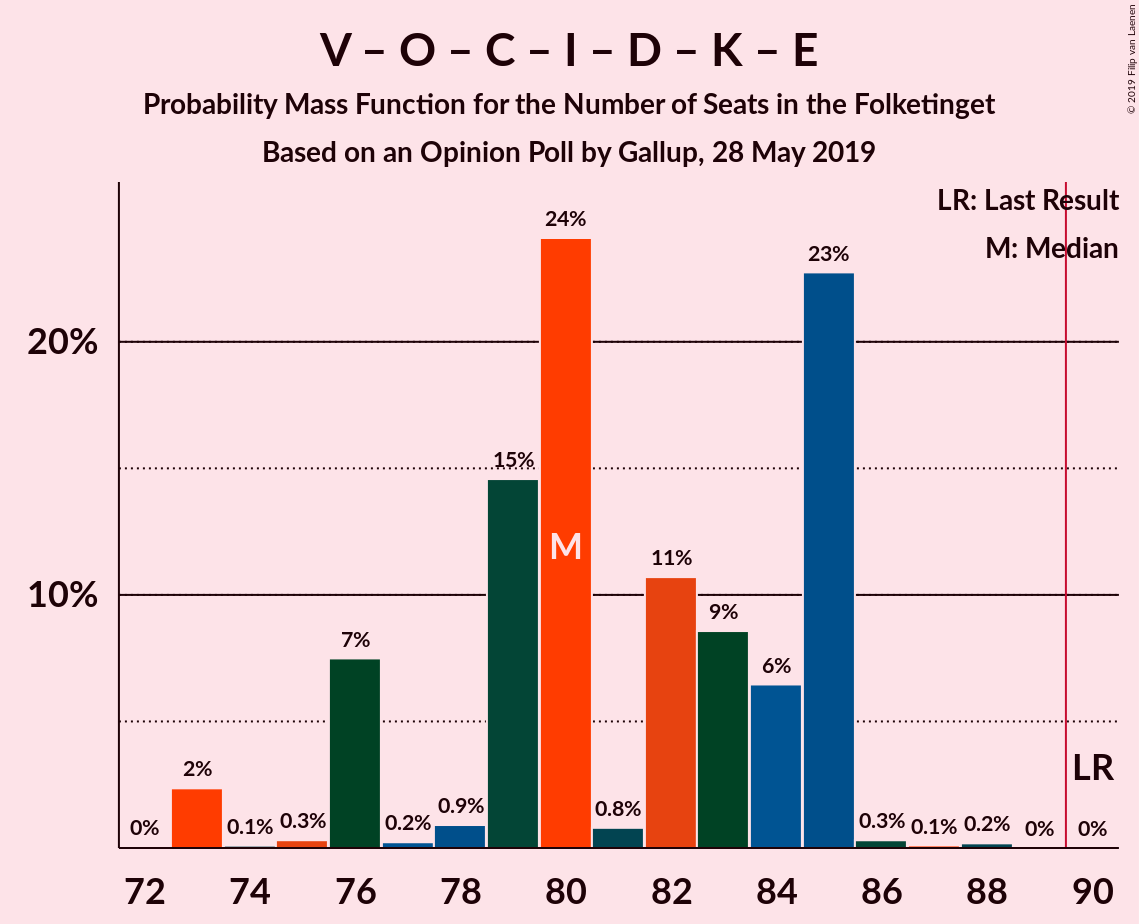 V – O – C – I – D – K – E
Probability Mass Function for the Number of Seats in the Folketinget
Based on an Opinion Poll by Gallup, 28 May 2019
© 2019 Filip van Laenen
LR: Last Result
M: Median
20%
10%
0%
2%
0.1%
0.3%
7%
0.2%
0.9%
15%
24%
0.8%
11%
9%
6%
23%
0.3%
0.1%
0.2%
0%
0%
M
LR
72 74 76 78 80 82 84 86 88 90